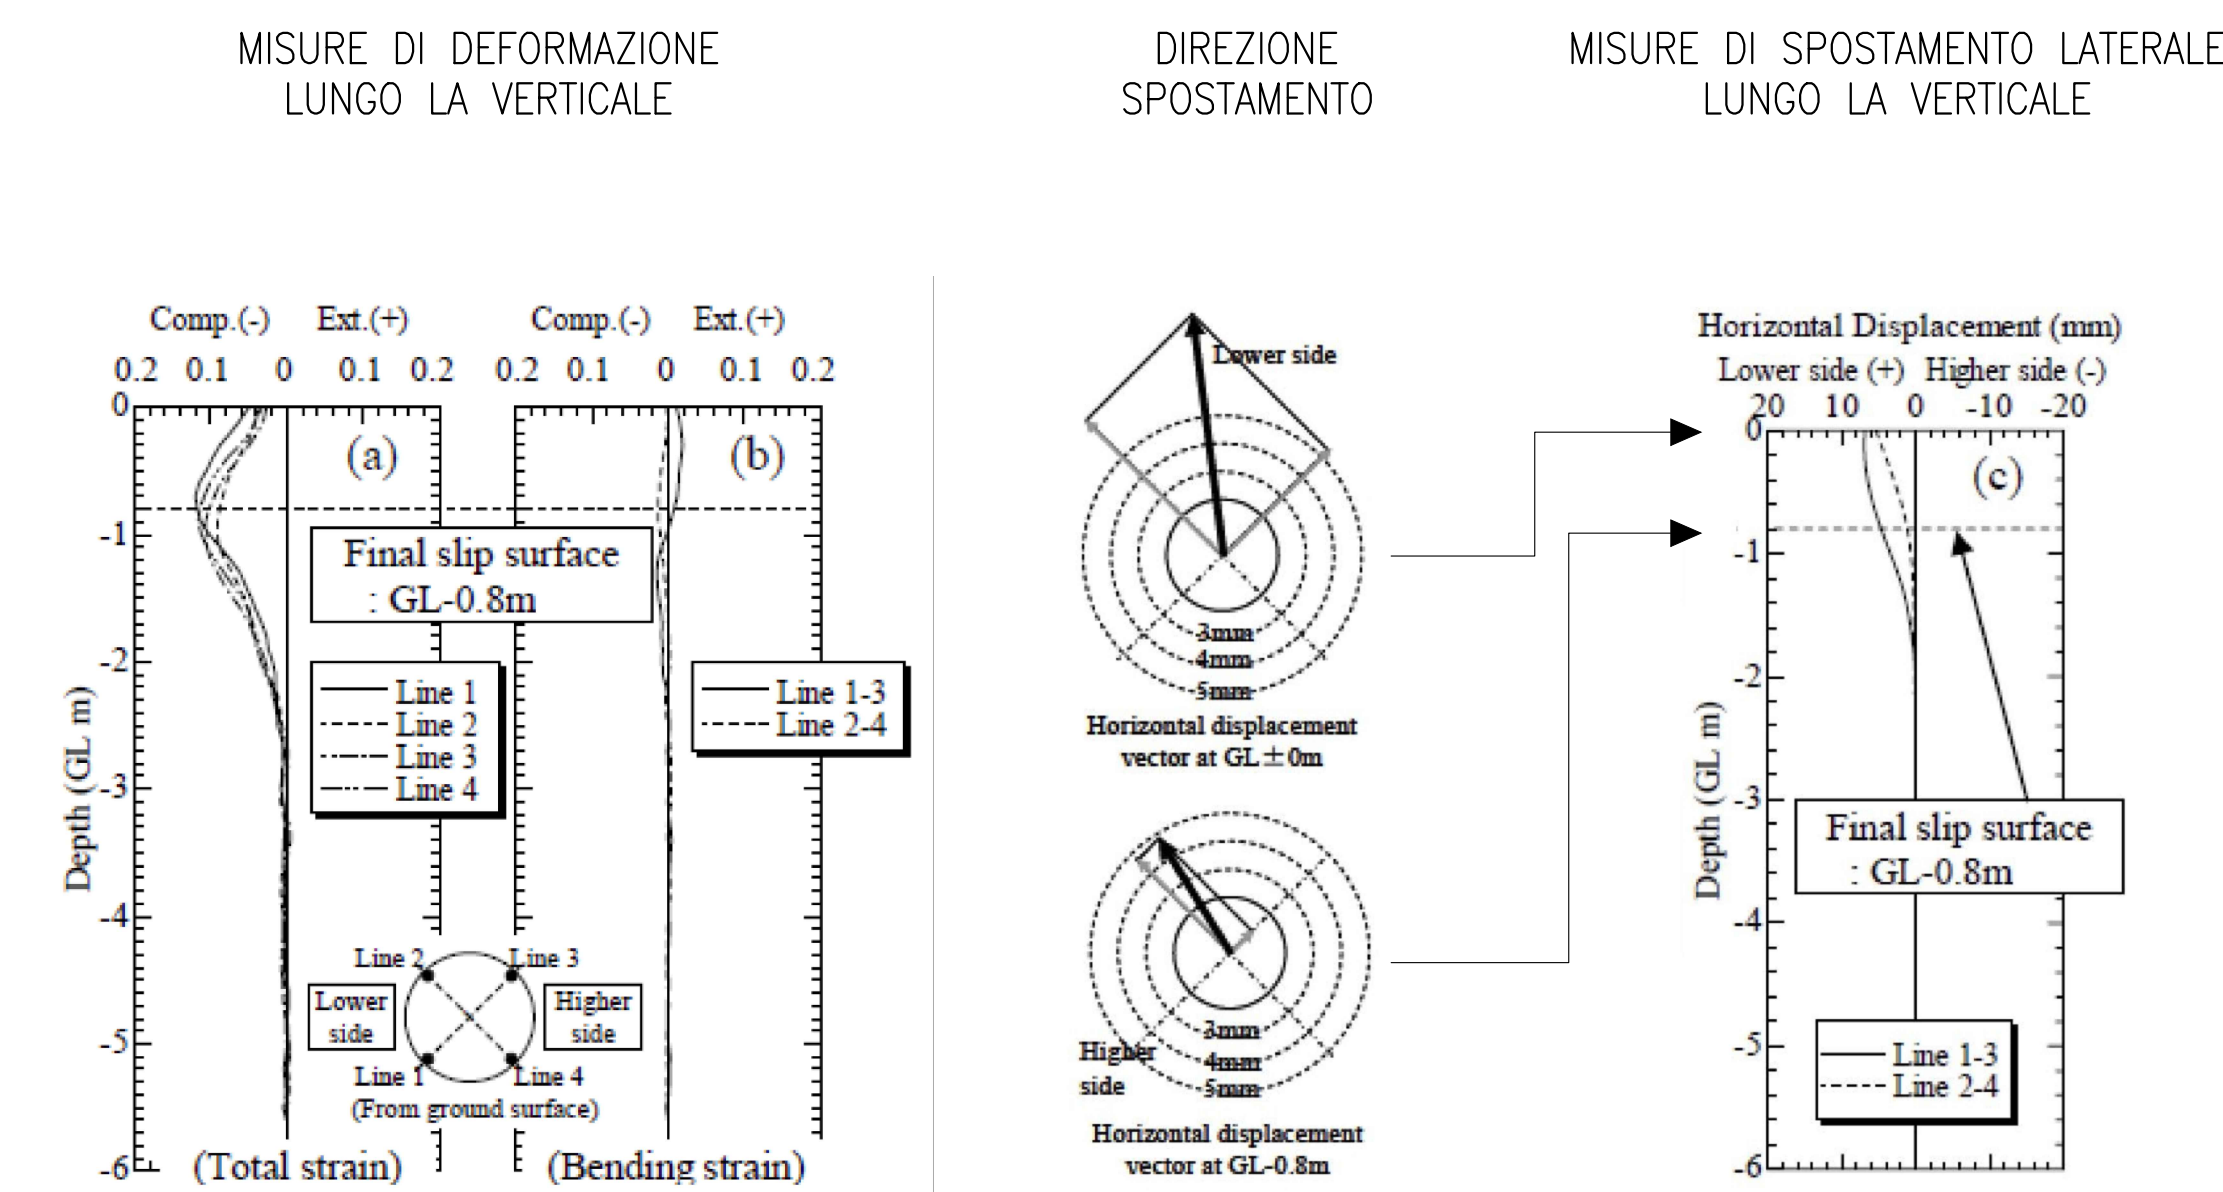 MISURE DI DEFORMAZIONE
LUNGO LA VERTICALE
DIREZIONE
SPOSTAMENTO
MISURE DI SPOSTAMENTO LATERALE
LUNGO LA VERTICALE
Comp.(-) Ext.(+)
0.2 0.1 0 0.1 0.2
Comp.(-) Ext.(+)
0.2 0.1 0 0.1 0.2
0
-1
-2
-3
-4
-5
-6
Depth (GL m)
(a)
(b)
Final slip surface
: GL-0.8m
Line 1
Line 2
Line 3
Line 4
Line 1-3
Line 2-4
Line 2
Line 3
Lower
side
Higher
side
Line 1
Line 4
(From ground surface)
(Total strain)
(Bending strain)
Lower side
3mm
4mm
5mm
Horizontal displacement
vector at GL±0m
3mm
4mm
5mm
Higher
side
Horizontal displacement
vector at GL-0.8m
Horizontal Displacement (mm)
Lower side (+) Higher side (-)
20 10 0 -10 -20
0
-1
-2
-3
-4
-5
-6
Depth (GL m)
(c)
Final slip surface
: GL-0.8m
Line 1-3
Line 2-4